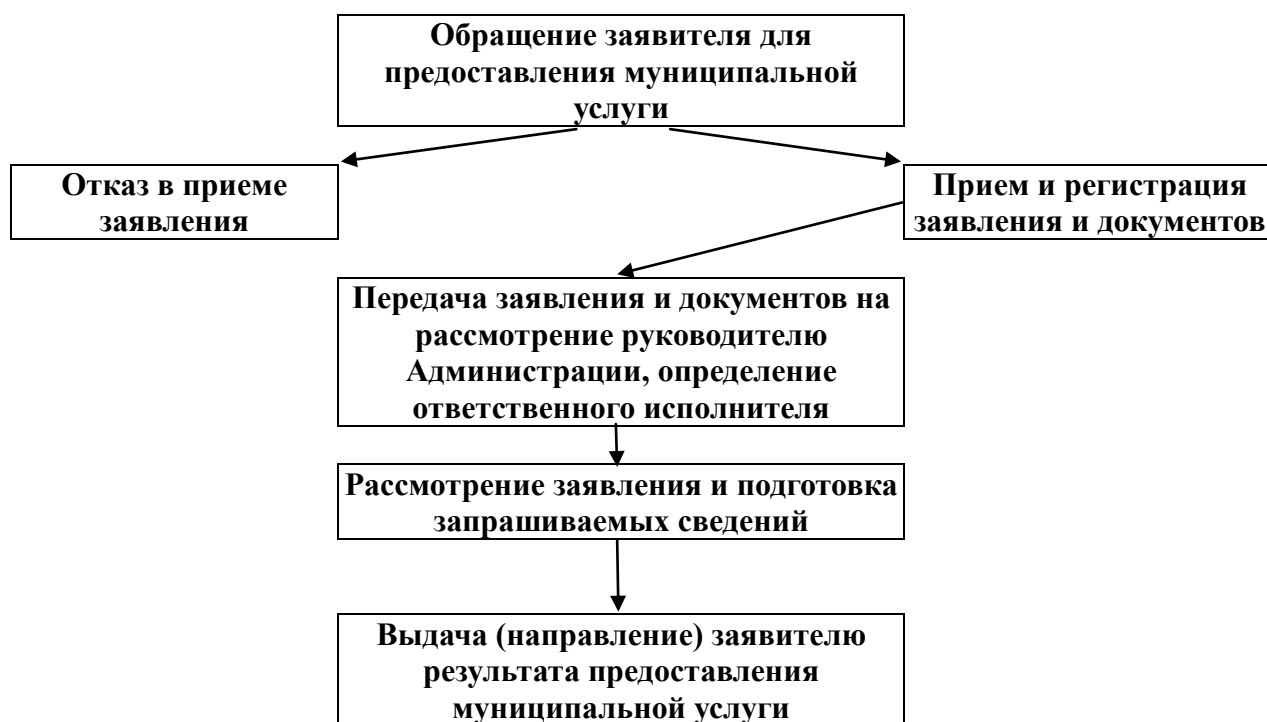 Обращение заявителя для
предоставления муниципальной
услуги
Отказ в приеме
заявления
Прием и регистрация
заявления и документов
Передача заявления и документов на
рассмотрение руководителю
Администрации, определение
ответственного исполнителя
Рассмотрение заявления и подготовка
запрашиваемых сведений
Выдача (направление) заявителю
результата предоставления
муниципальной услуги